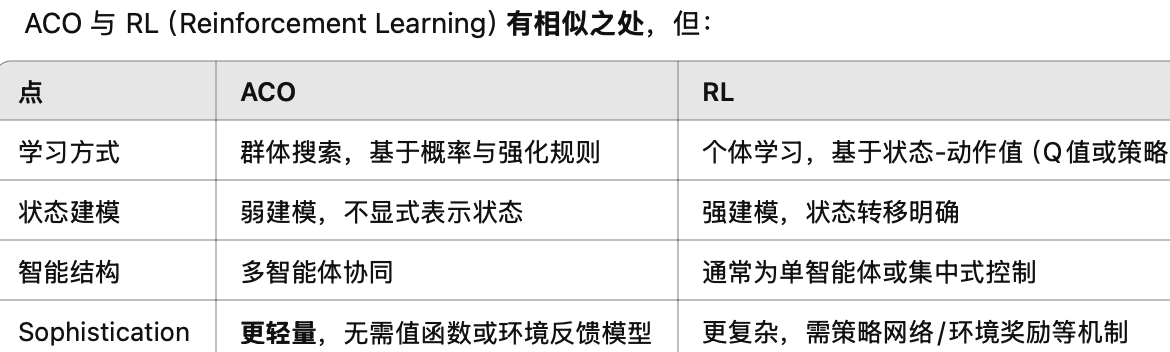 ACO 与 RL（Reinforcement Learning）有相似之处，但：
点 ACO RL
学习方式 群体搜索，基于概率与强化规则 个体学习，基于状态-动作值（Q 值或策略
状态建模 弱建模，不显式表示状态 强建模，状态转移明确
智能结构 多智能体协同 通常为单智能体或集中式控制
Sophistication 更轻量，无需值函数或环境反馈模型 更复杂，需策略网络/环境奖励等机制